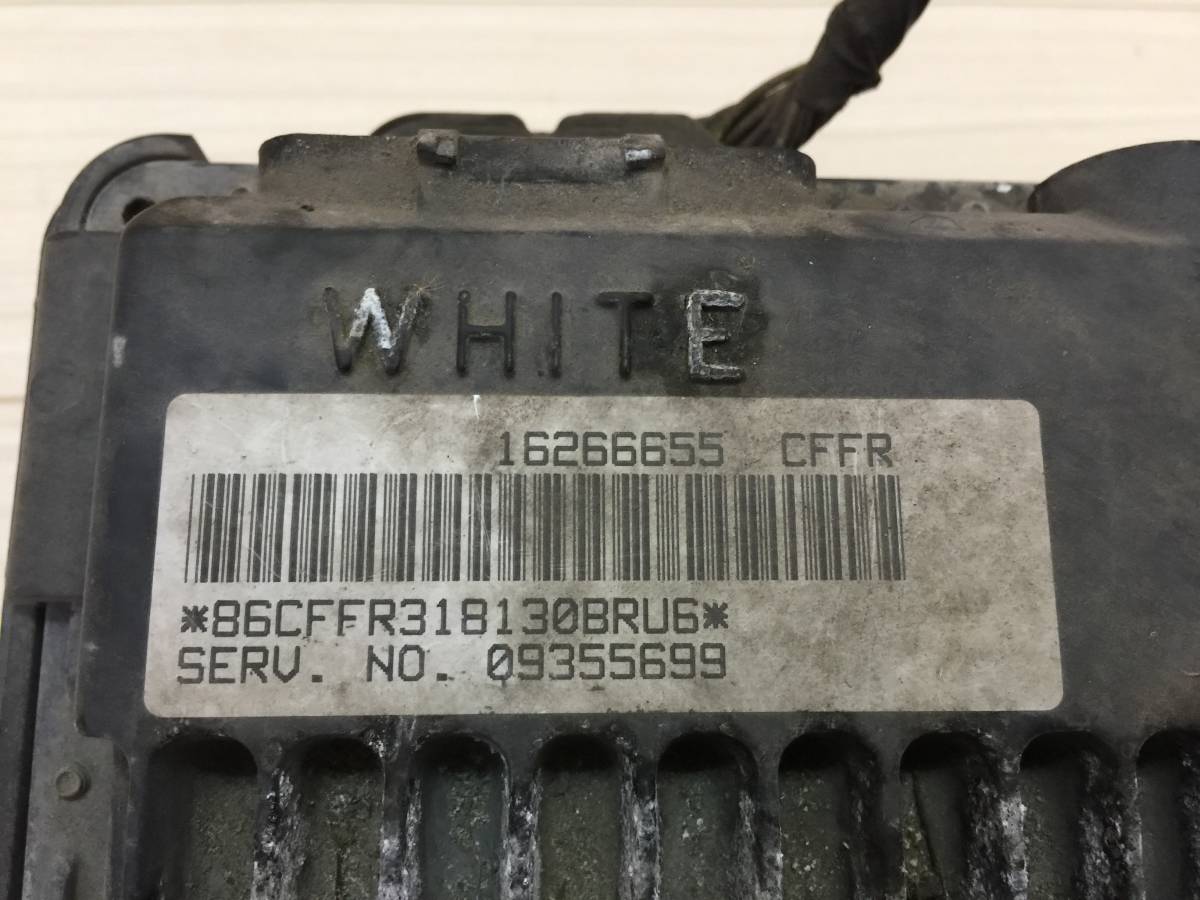 WHITE
16266655 CFFR
*86CFFR318130BRU6*
SERV. NO. 09355699